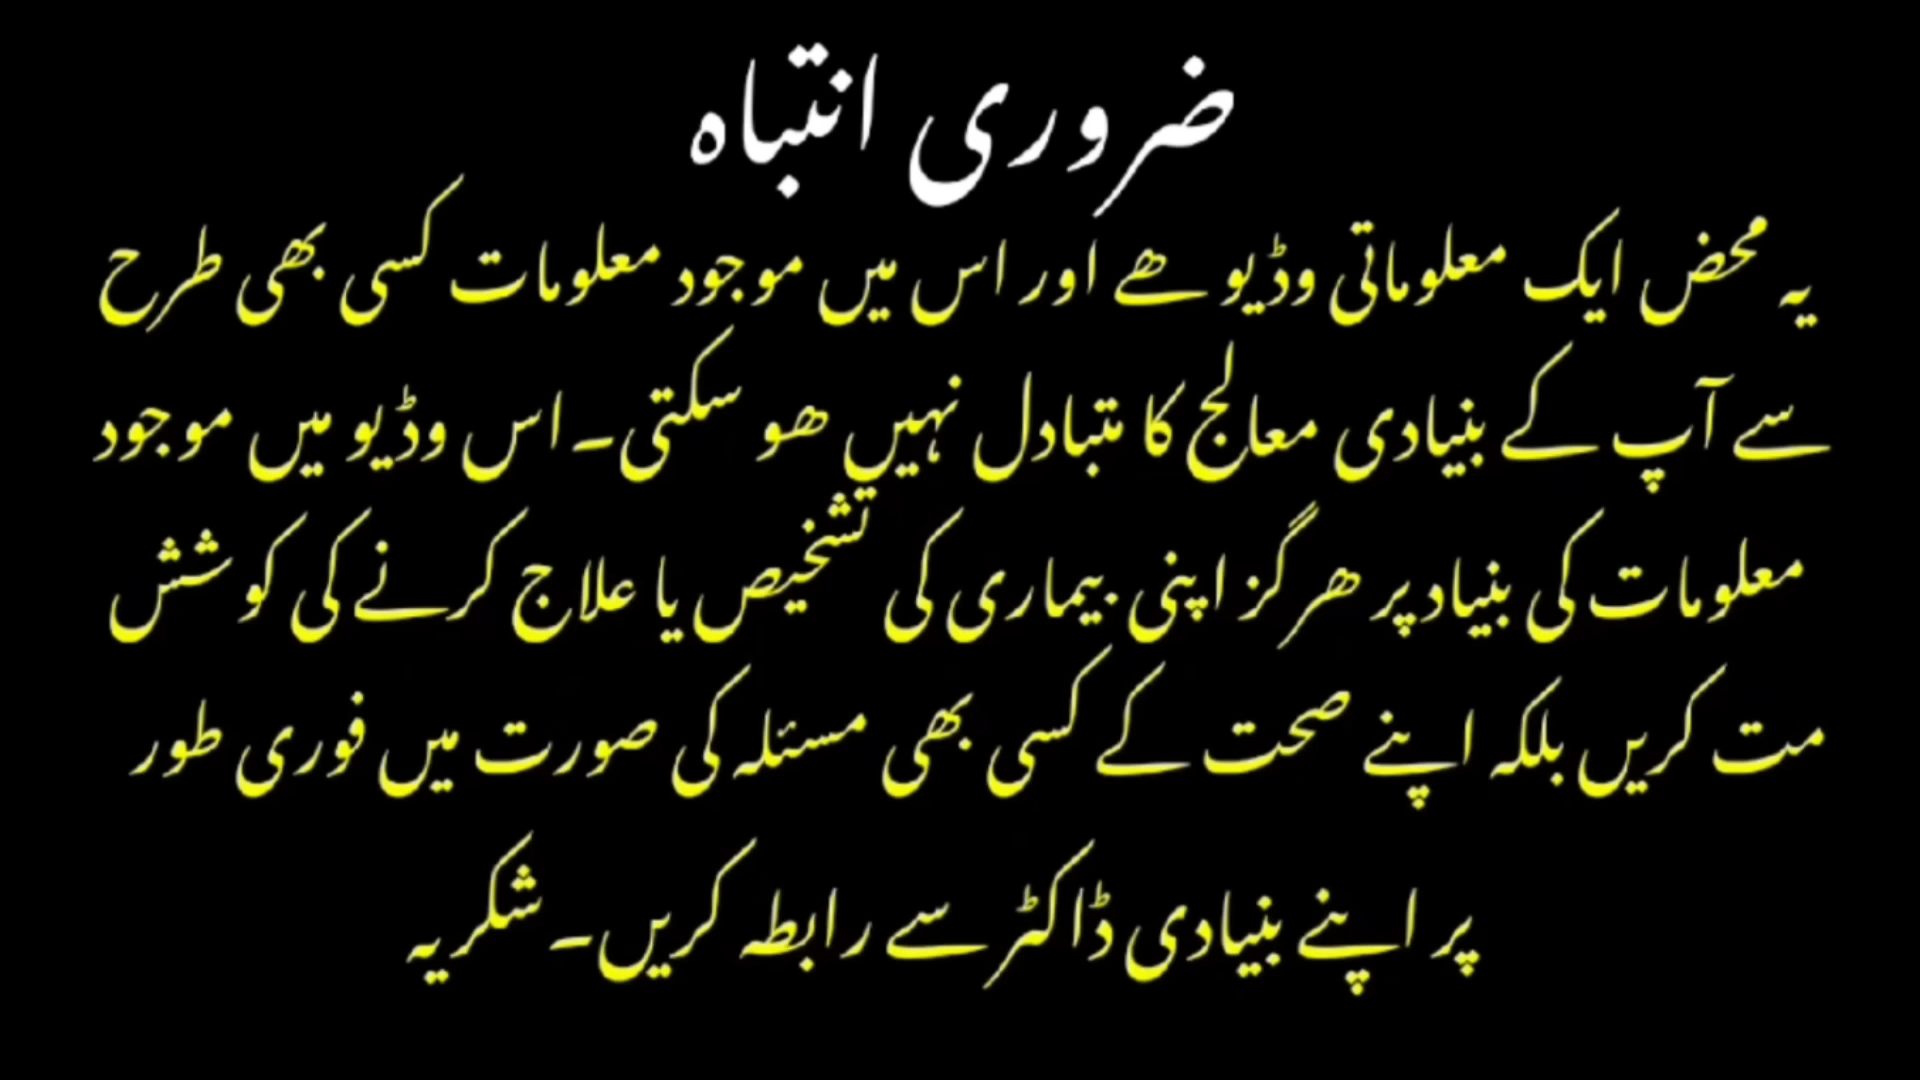 ضروری انتباہ
یہ محض ایک معلوماتی وڈیو ھے اور اس میں موجود معلومات کسی بھی طرح
سے آپ کے بنیادی معالج کا متبادل نہیں ھو سکتی۔ اس وڈیو میں موجود
معلومات کی بنیاد پر ھرگز اپنی بیماری کی تشخیص یا علاج کرنے کی کوشش
مت کریں بلکہ اپنے صحت کے کسی بھی مسئلہ کی صورت میں فوری طور
پر اپنے بنیادی ڈاکٹر سے رابطہ کریں۔ شکریہ